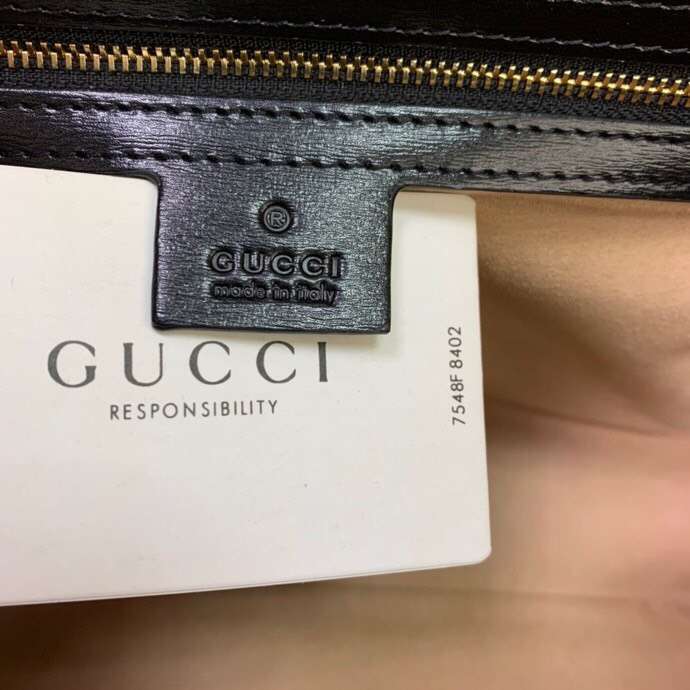 ®
GUCCI
made in italy
GUCCI
RESPONSIBILITY
7548F 8402